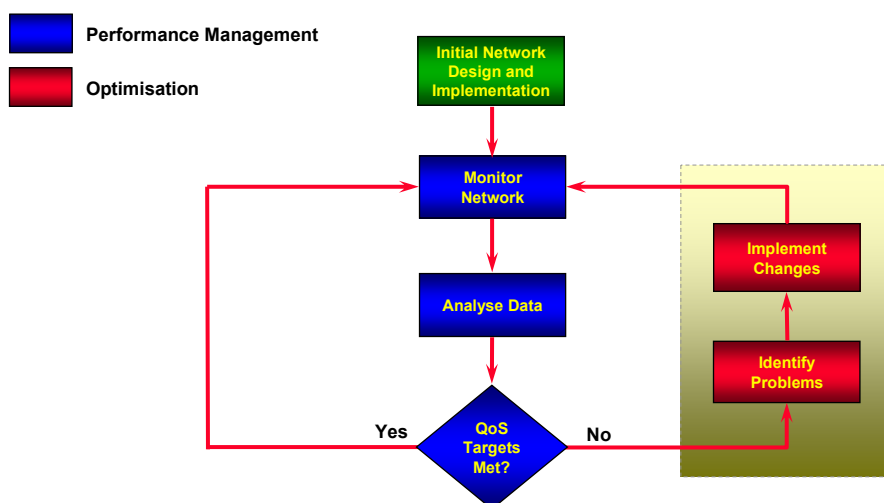 Performance Management
Optimisation
Initial Network
Design and
Implementation
Monitor
Network
Analyse Data
QoS
Targets
Met?
Yes
No
Implement
Changes
Identify
Problems